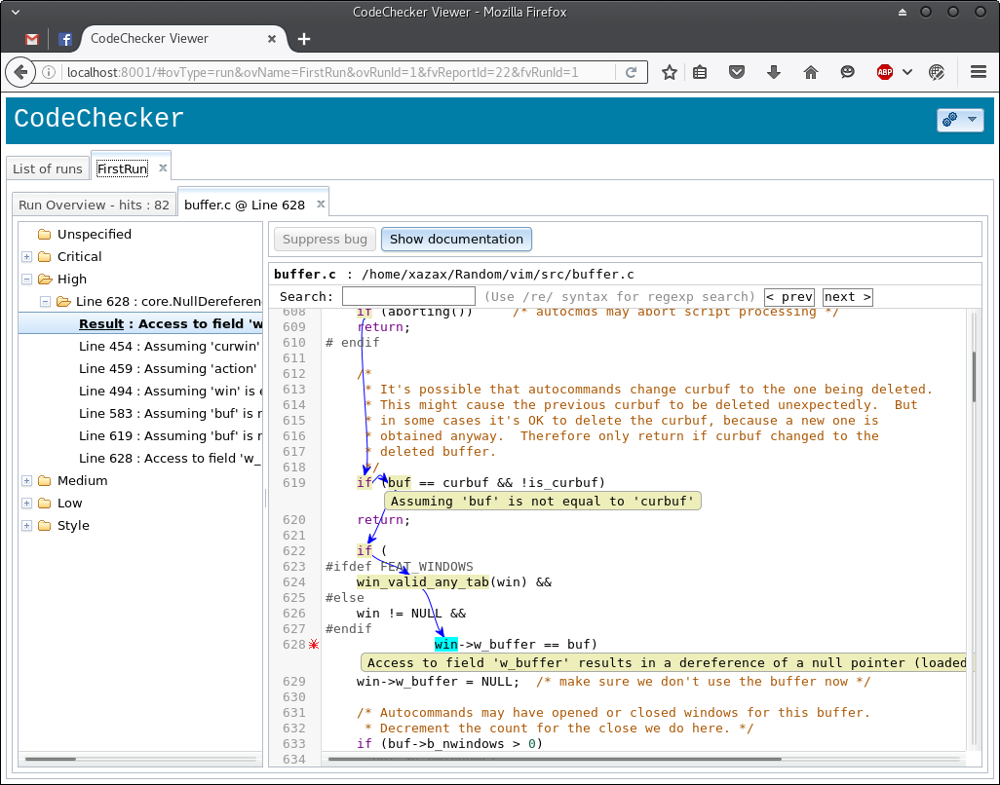 CodeChecker Viewer - Mozilla Firefox
CodeChecker Viewer
localhost:8001/#ovType=run&ovName=FirstRun&ovRunId=1&fvReportId=22&fvRunId=1
ABP
CodeChecker
List of runs
FirstRun
Run Overview - hits : 82
buffer.c @ Line 628
Unspecified
Critical
High
Line 628 : core.NullDereferen
Result : Access to field 'w
Line 454 : Assuming 'curwin'
Line 459 : Assuming 'action'
Line 494 : Assuming 'win' is e
Line 583 : Assuming 'buf' is n
Line 619 : Assuming 'buf' is n
Line 628 : Access to field 'w_
Medium
Low
Style
Suppress bug
Show documentation
buffer.c : /home/xazax/Random/vim/src/buffer.c
Search: (Use /re/ syntax for regexp search) < prev next >
608 if (aborting()) /* autocmds may abort script processing */
609 return;
610 # endif
611
612 /*
613 * It's possible that autocommands change curbuf to the one being deleted.
614 * This might cause the previous curbuf to be deleted unexpectedly. But
615 * in some cases it's OK to delete the curbuf, because a new one is
616 * obtained anyway. Therefore only return if curbuf changed to the
617 * deleted buffer.
618 */
619 if (buf == curbuf && !is_curbuf)
Assuming 'buf' is not equal to 'curbuf'
620 return;
621
622 if (
623 #ifdef FEAT_WINDOWS
624 win_valid_any_tab(win) &&
625 #else
626 win != NULL &&
627 #endif
628 win->w_buffer == buf)
Access to field 'w_buffer' results in a dereference of a null pointer (loaded
629 win->w_buffer = NULL; /* make sure we don't use the buffer now */
630
631 /* Autocommands may have opened or closed windows for this buffer.
632 * Decrement the count for the close we do here. */
633 if (buf->b_nwindows > 0)
634